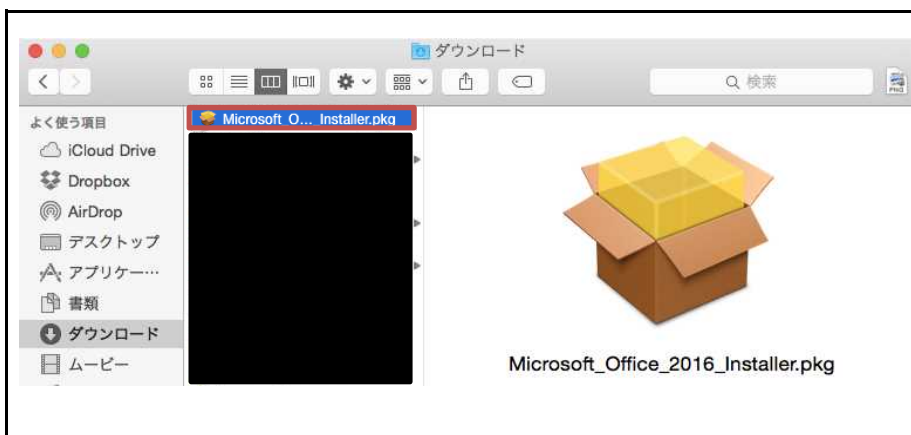 ダウンロード
検索
PNG
よく使う項目
Microsoft_O..._Installer.pkg
iCloud Drive
Dropbox
AirDrop
デスクトップ
アプリケー…
書類
ダウンロード
ムービー
Microsoft_Office_2016_Installer.pkg